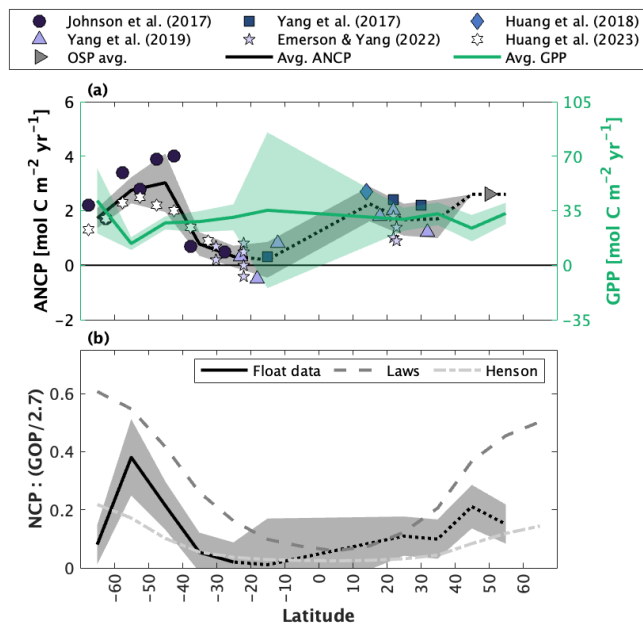 Johnson et al. (2017) Yang et al. (2017) Huang et al. (2018)
Yang et al. (2019) Emerson & Yang (2022) Huang et al. (2023)
OSP avg. Avg. ANCP Avg. GPP
(a)
6 105
4 70
2 35
0 0
-2 -35
ANCP [mol C m⁻² yr⁻¹]
GPP [mol C m⁻² yr⁻¹]
(b)
Float data Laws Henson
0.6
0.4
0.2
0
NCP : (GOP/2.7)
-60 -50 -40 -30 -20 -10 0 10 20 30 40 50 60
Latitude